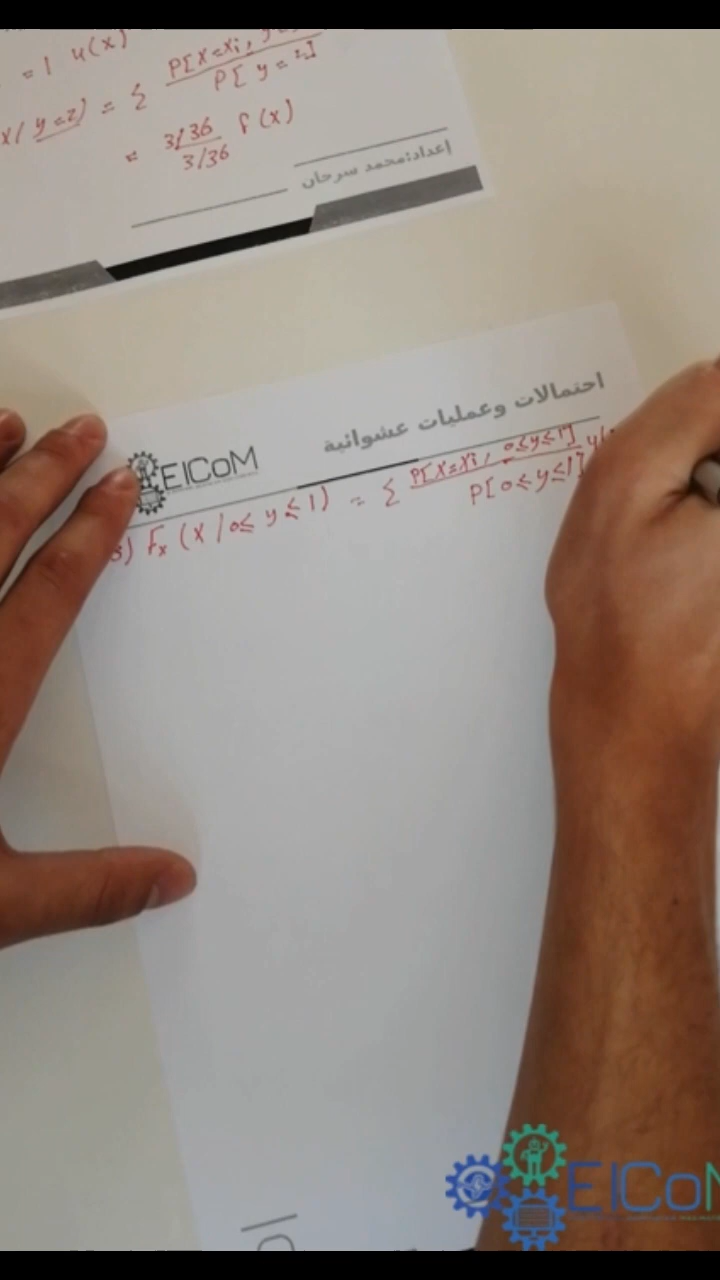 = 1 u(x)
P[X=xi, y
x/ y=2) = Σ
P[ y = 2]
= 3/36 / 3/36 f(x)
إعداد:محمد سرحان
احتمالات وعمليات عشوائية
EICoM
3) Fx (X / 0≤ y ≤ 1) = Σ P[X=Xi, 0≤y≤1] / P[0≤y≤1] u(
EICoM